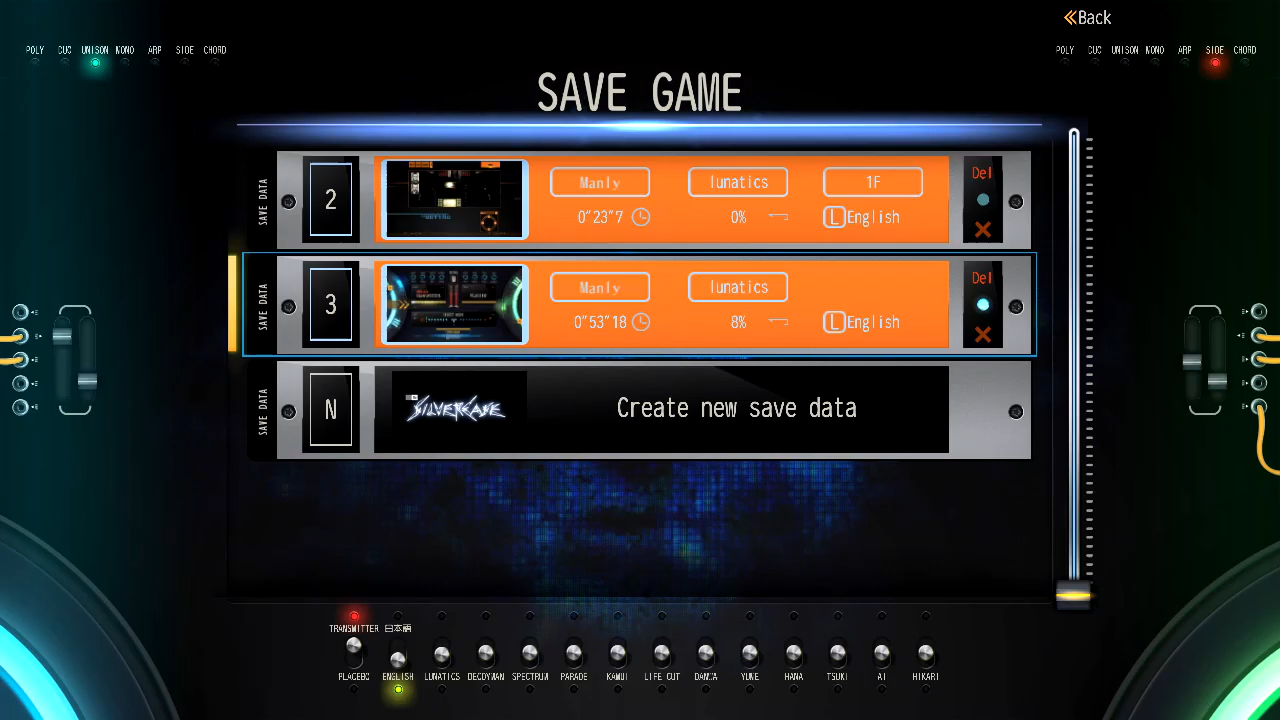 Back
POLY DUO UNISON MONO ARP SIDE CHORD
POLY DUO UNISON MONO ARP SIDE CHORD
SAVE GAME
SAVE DATA
2
Manly
lunatics
1F
0"23"7
0%
L English
Del
SAVE DATA
3
Manly
lunatics
0"53"18
8%
L English
Del
SAVE DATA
N
SILVERCASE
Create new save data
TRANSMITTER 日本語
PLACEBO ENGLISH LUNATICS DECOYMAN SPECTRUM PARADE KAMUI LIFE CUT DANWA YUME HANA TSUKI AI HIKARI